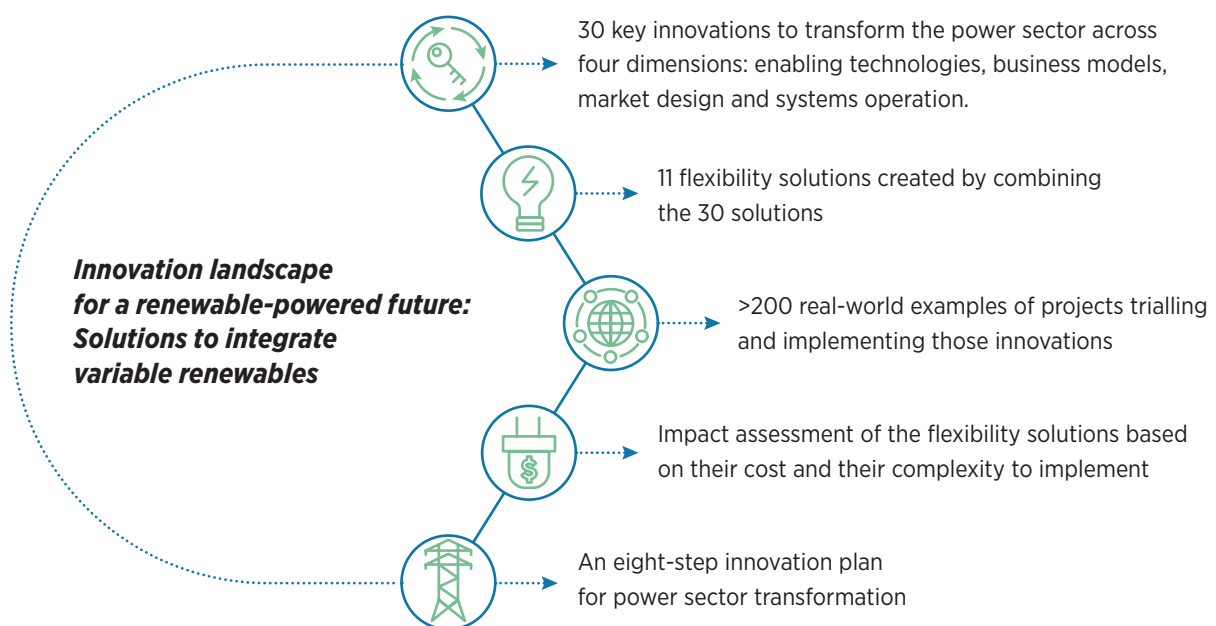 30 key innovations to transform the power sector across
four dimensions: enabling technologies, business models,
market design and systems operation.
11 flexibility solutions created by combining
the 30 solutions
Innovation landscape
for a renewable-powered future:
Solutions to integrate
variable renewables
>200 real-world examples of projects trialling
and implementing those innovations
$
Impact assessment of the flexibility solutions based
on their cost and their complexity to implement
An eight-step innovation plan
for power sector transformation